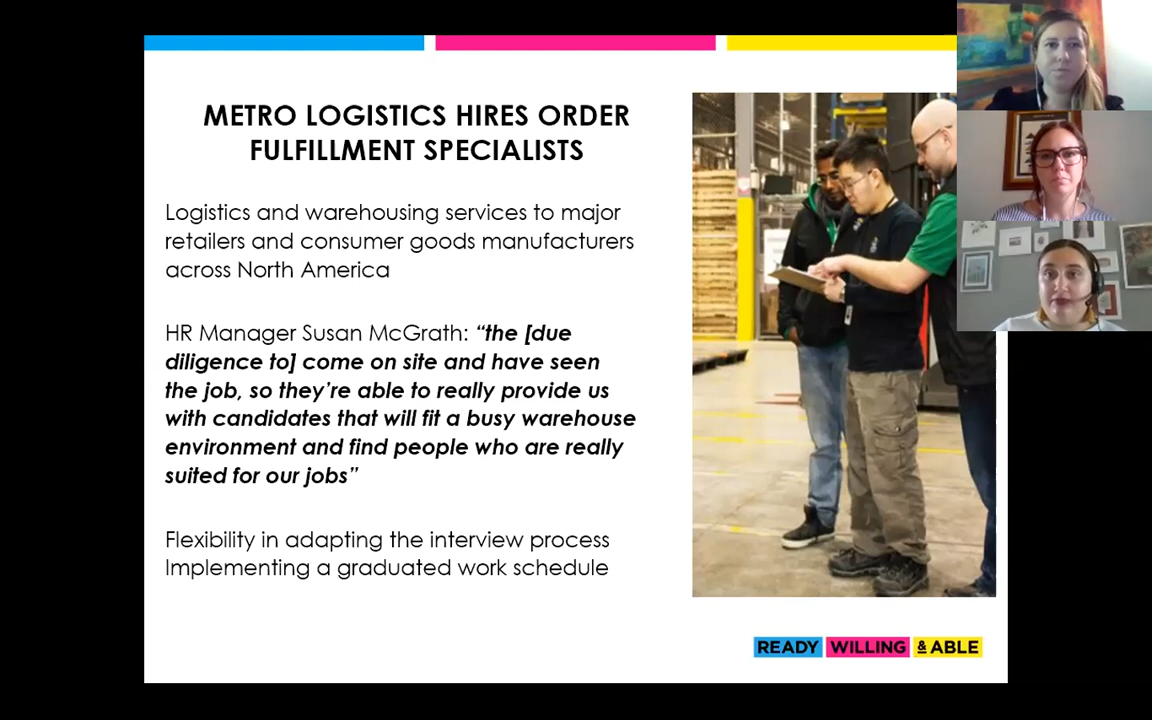 METRO LOGISTICS HIRES ORDER
FULFILLMENT SPECIALISTS
Logistics and warehousing services to major
retailers and consumer goods manufacturers
across North America
HR Manager Susan McGrath: “the [due
diligence to] come on site and have seen
the job, so they’re able to really provide us
with candidates that will fit a busy warehouse
environment and find people who are really
suited for our jobs”
Flexibility in adapting the interview process
Implementing a graduated work schedule
READY WILLING & ABLE